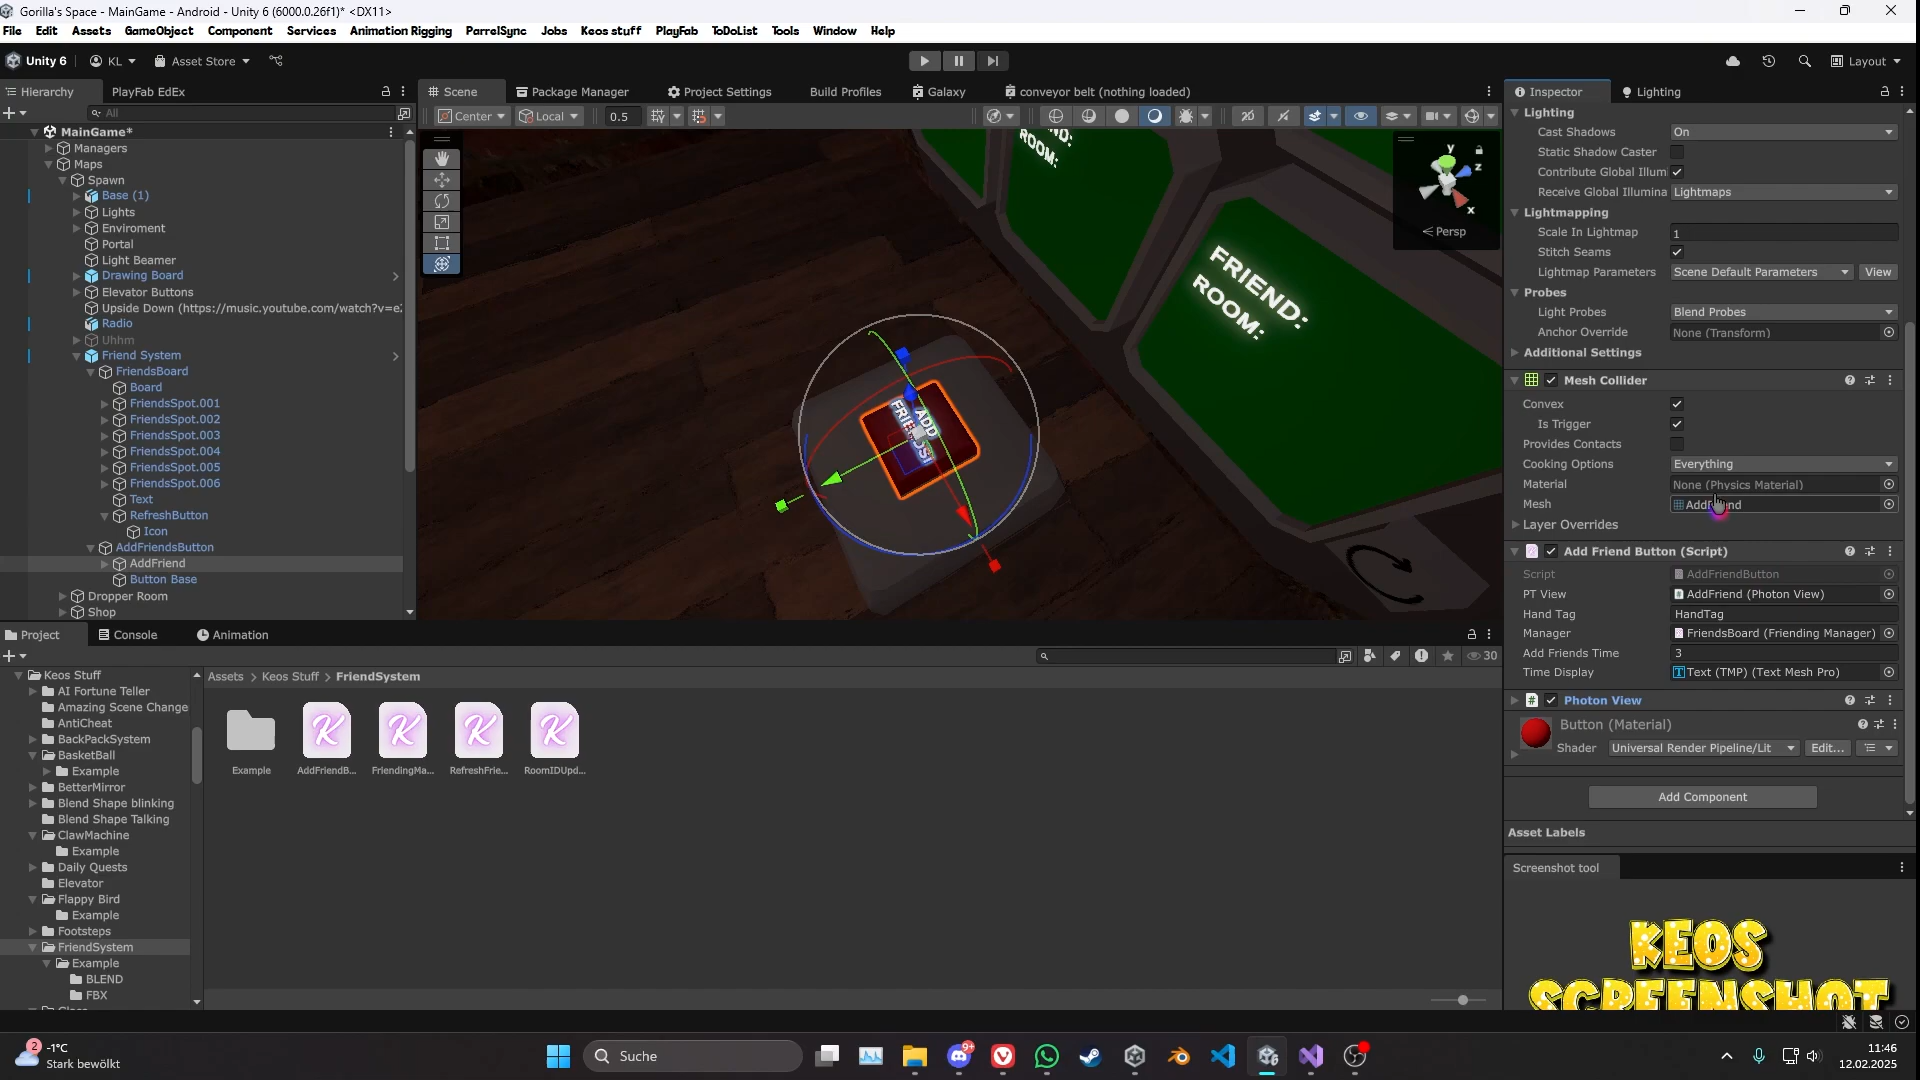 Gorilla's Space - MainGame - Android - Unity 6 (6000.0.26f1)* <DX11>
File Edit Assets GameObject Component Services Animation Rigging ParrelSync Jobs Keos stuff PlayFab ToDoList Tools Window Help
Unity 6 KL Asset Store Layout
Hierarchy PlayFab EdEx
All
MainGame*
Managers
Maps
Spawn
Base (1)
Lights
Enviroment
Portal
Light Beamer
Drawing Board
Elevator Buttons
Upside Down (https://music.youtube.com/watch?v=e
Radio
Uhhm
Friend System
FriendsBoard
Board
FriendsSpot.001
FriendsSpot.002
FriendsSpot.003
FriendsSpot.004
FriendsSpot.005
FriendsSpot.006
Text
RefreshButton
Icon
AddFriendsButton
AddFriend
Button Base
Dropper Room
Shop
Scene Package Manager Project Settings Build Profiles Galaxy conveyor belt (nothing loaded)
Center Local 0.5 2D
ROOM:
FRIEND:
ROOM:
ADD
y
z
x
Persp
Inspector Lighting
Lighting
Cast Shadows On
Static Shadow Caster
Contribute Global Illum
Receive Global Illumina Lightmaps
Lightmapping
Scale In Lightmap 1
Stitch Seams
Lightmap Parameters Scene Default Parameters View
Probes
Light Probes Blend Probes
Anchor Override None (Transform)
Additional Settings
Mesh Collider
Convex
Is Trigger
Provides Contacts
Cooking Options Everything
Material None (Physics Material)
Mesh AddFriend
Layer Overrides
Add Friend Button (Script)
Script AddFriendButton
PT View AddFriend (Photon View)
Hand Tag HandTag
Manager FriendsBoard (Friending Manager)
Add Friends Time 3
Time Display Text (TMP) (Text Mesh Pro)
Photon View
Button (Material)
Shader Universal Render Pipeline/Lit Edit...
Add Component
Asset Labels
Screenshot tool
KEOS
SCREENSHOT
Project Console Animation
30
Keos Stuff
AI Fortune Teller
Amazing Scene Change
AntiCheat
BackPackSystem
BasketBall
Example
BetterMirror
Blend Shape blinking
Blend Shape Talking
ClawMachine
Example
Daily Quests
Elevator
Flappy Bird
Example
Footsteps
FriendSystem
Example
BLEND
FBX
Assets > Keos Stuff > FriendSystem
Example AddFriendB... FriendingMa... RefreshFrie... RoomIDUpd...
2
-1°C
Stark bewölkt
Suche
9+
11:46
12.02.2025